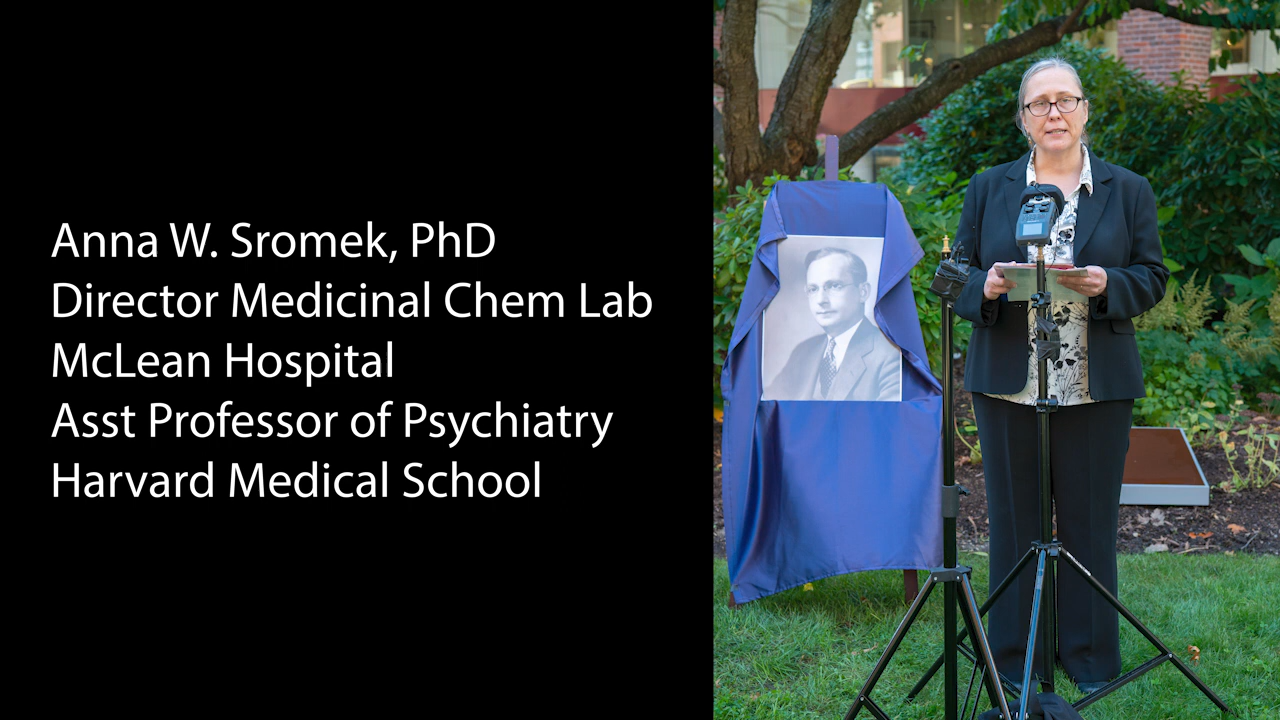 Anna W. Sromek, PhD
Director Medicinal Chem Lab
McLean Hospital
Asst Professor of Psychiatry
Harvard Medical School